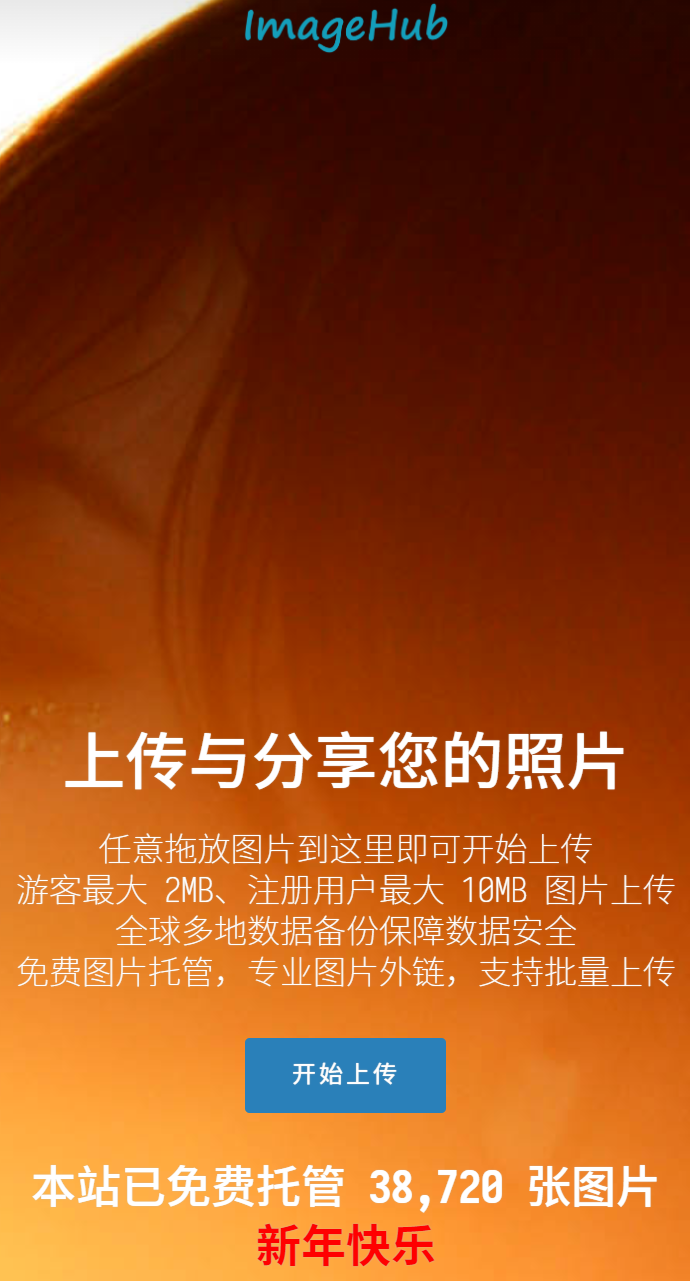 ImageHub
上传与分享您的照片
任意拖放图片到这里即可开始上传
游客最大 2MB、注册用户最大 10MB 图片上传
全球多地数据备份保障数据安全
免费图片托管，专业图片外链，支持批量上传
开始上传
本站已免费托管 38,720 张图片
新年快乐